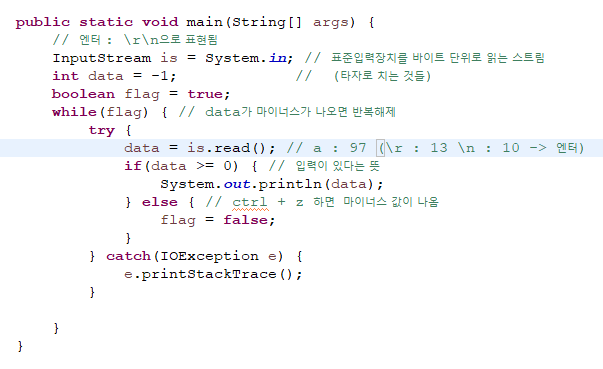 public static void main(String[] args) {
    // 엔터 : \r\n으로 표현됨
    InputStream is = System.in; // 표준입력장치를 바이트 단위로 읽는 스트림
    int data = -1;             //  (타자로 치는 것들)
    boolean flag = true;
    while(flag) { // data가 마이너스가 나오면 반복해제
        try {
            data = is.read(); // a : 97 (\r : 13 \n : 10 -> 엔터)
            if(data >= 0) { // 입력이 있다는 뜻
                System.out.println(data);
            } else { // ctrl + z 하면 마이너스 값이 나옴
                flag = false;
            }
        } catch(IOException e) {
            e.printStackTrace();
        }

    }
}